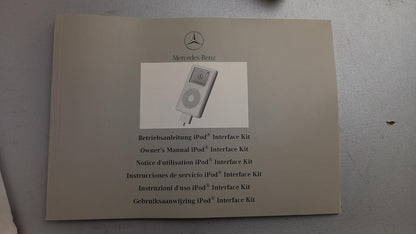 Mercedes-Benz
Betriebsanleitung iPod® Interface Kit
Owner's Manual iPod® Interface Kit
Notice d'utilisation iPod® Interface Kit
Instrucciones de servicio iPod® Interface Kit
Instruzioni d'uso iPod® Interface Kit
Gebruiksaanwijzing iPod® Interface Kit